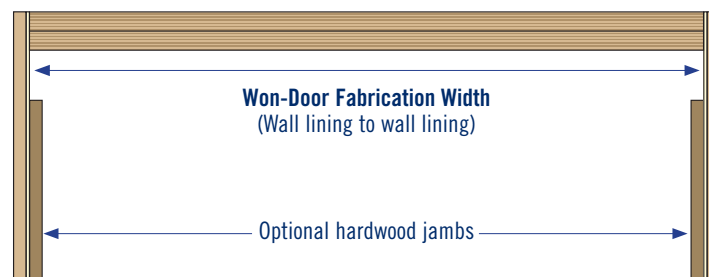 Won-Door Fabrication Width
(Wall lining to wall lining)
Optional hardwood jambs